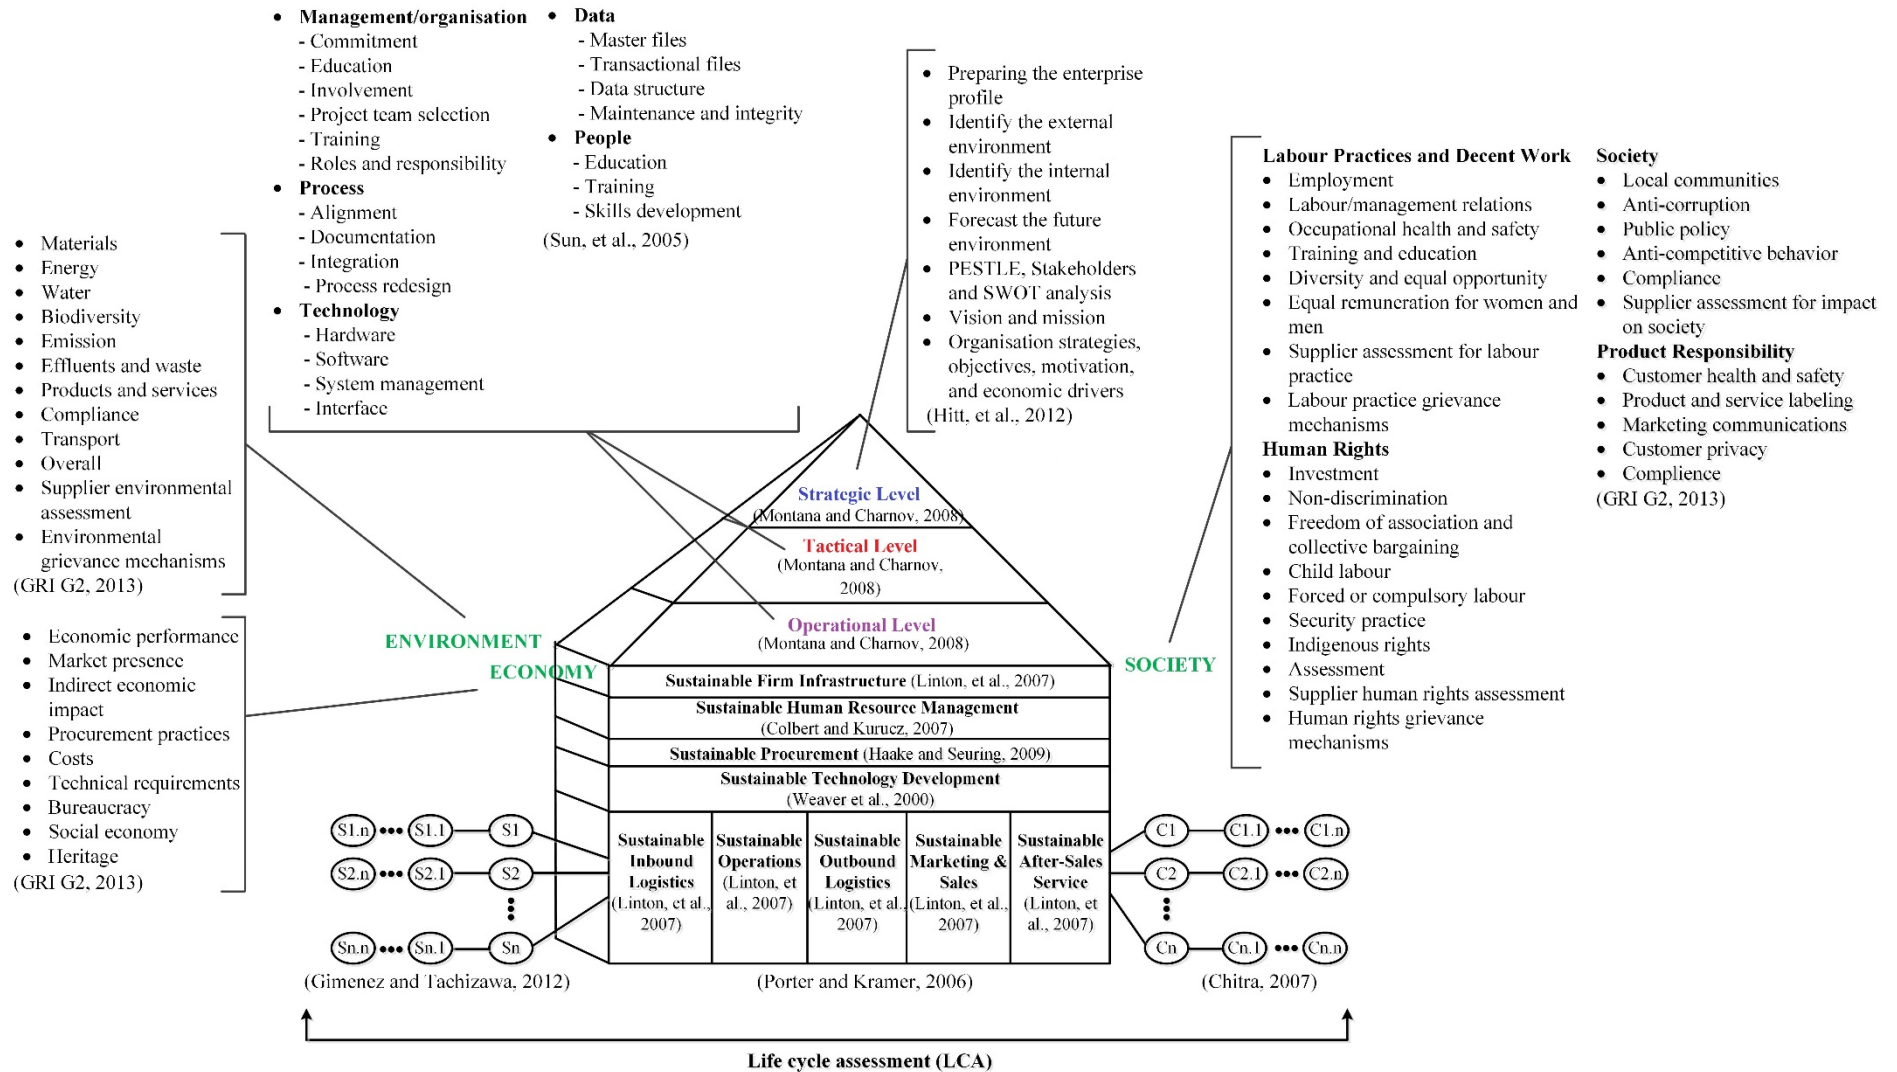 • Management/organisation
- Commitment
- Education
- Involvement
- Project team selection
- Training
- Roles and responsibility
• Process
- Alignment
- Documentation
- Integration
- Process redesign
• Technology
- Hardware
- Software
- System management
- Interface
• Data
- Master files
- Transactional files
- Data structure
- Maintenance and integrity
• People
- Education
- Training
- Skills development
(Sun, et al., 2005)
• Preparing the enterprise
profile
• Identify the external
environment
• Identify the internal
environment
• Forecast the future
environment
• PESTLE, Stakeholders
and SWOT analysis
• Vision and mission
• Organisation strategies,
objectives, motivation,
and economic drivers
(Hitt, et al., 2012)
Labour Practices and Decent Work
• Employment
• Labour/management relations
• Occupational health and safety
• Training and education
• Diversity and equal opportunity
• Equal remuneration for women and
men
• Supplier assessment for labour
practice
• Labour practice grievance
mechanisms
Human Rights
• Investment
• Non-discrimination
• Freedom of association and
collective bargaining
• Child labour
• Forced or compulsory labour
• Security practice
• Indigenous rights
• Assessment
• Supplier human rights assessment
• Human rights grievance
mechanisms
Society
• Local communities
• Anti-corruption
• Public policy
• Anti-competitive behavior
• Compliance
• Supplier assessment for impact
on society
Product Responsibility
• Customer health and safety
• Product and service labeling
• Marketing communications
• Customer privacy
• Complience
(GRI G2, 2013)
• Materials
• Energy
• Water
• Biodiversity
• Emission
• Effluents and waste
• Products and services
• Compliance
• Transport
• Overall
• Supplier environmental
assessment
• Environmental
grievance mechanisms
(GRI G2, 2013)
• Economic performance
• Market presence
• Indirect economic
impact
• Procurement practices
• Costs
• Technical requirements
• Bureaucracy
• Social economy
• Heritage
(GRI G2, 2013)
ENVIRONMENT
ECONOMY
SOCIETY
Strategic Level
(Montana and Charnov, 2008)
Tactical Level
(Montana and Charnov,
2008)
Operational Level
(Montana and Charnov, 2008)
Sustainable Firm Infrastructure (Linton, et al., 2007)
Sustainable Human Resource Management
(Colbert and Kurucz, 2007)
Sustainable Procurement (Haake and Seuring, 2009)
Sustainable Technology Development
(Weaver et al., 2000)
Sustainable
Inbound
Logistics
(Linton, et al.,
2007)
Sustainable
Operations
(Linton, et
al., 2007)
Sustainable
Outbound
Logistics
(Linton, et al.,
2007)
Sustainable
Marketing &
Sales
(Linton, et al.,
2007)
Sustainable
After-Sales
Service
(Linton, et
al., 2007)
S1.n ••• S1.1 S1
S2.n ••• S2.1 S2
Sn.n ••• Sn.1 Sn
C1 C1.1 ••• C1.n
C2 C2.1 ••• C2.n
Cn Cn.1 ••• Cn.n
(Gimenez and Tachizawa, 2012)
(Porter and Kramer, 2006)
(Chitra, 2007)
Life cycle assessment (LCA)